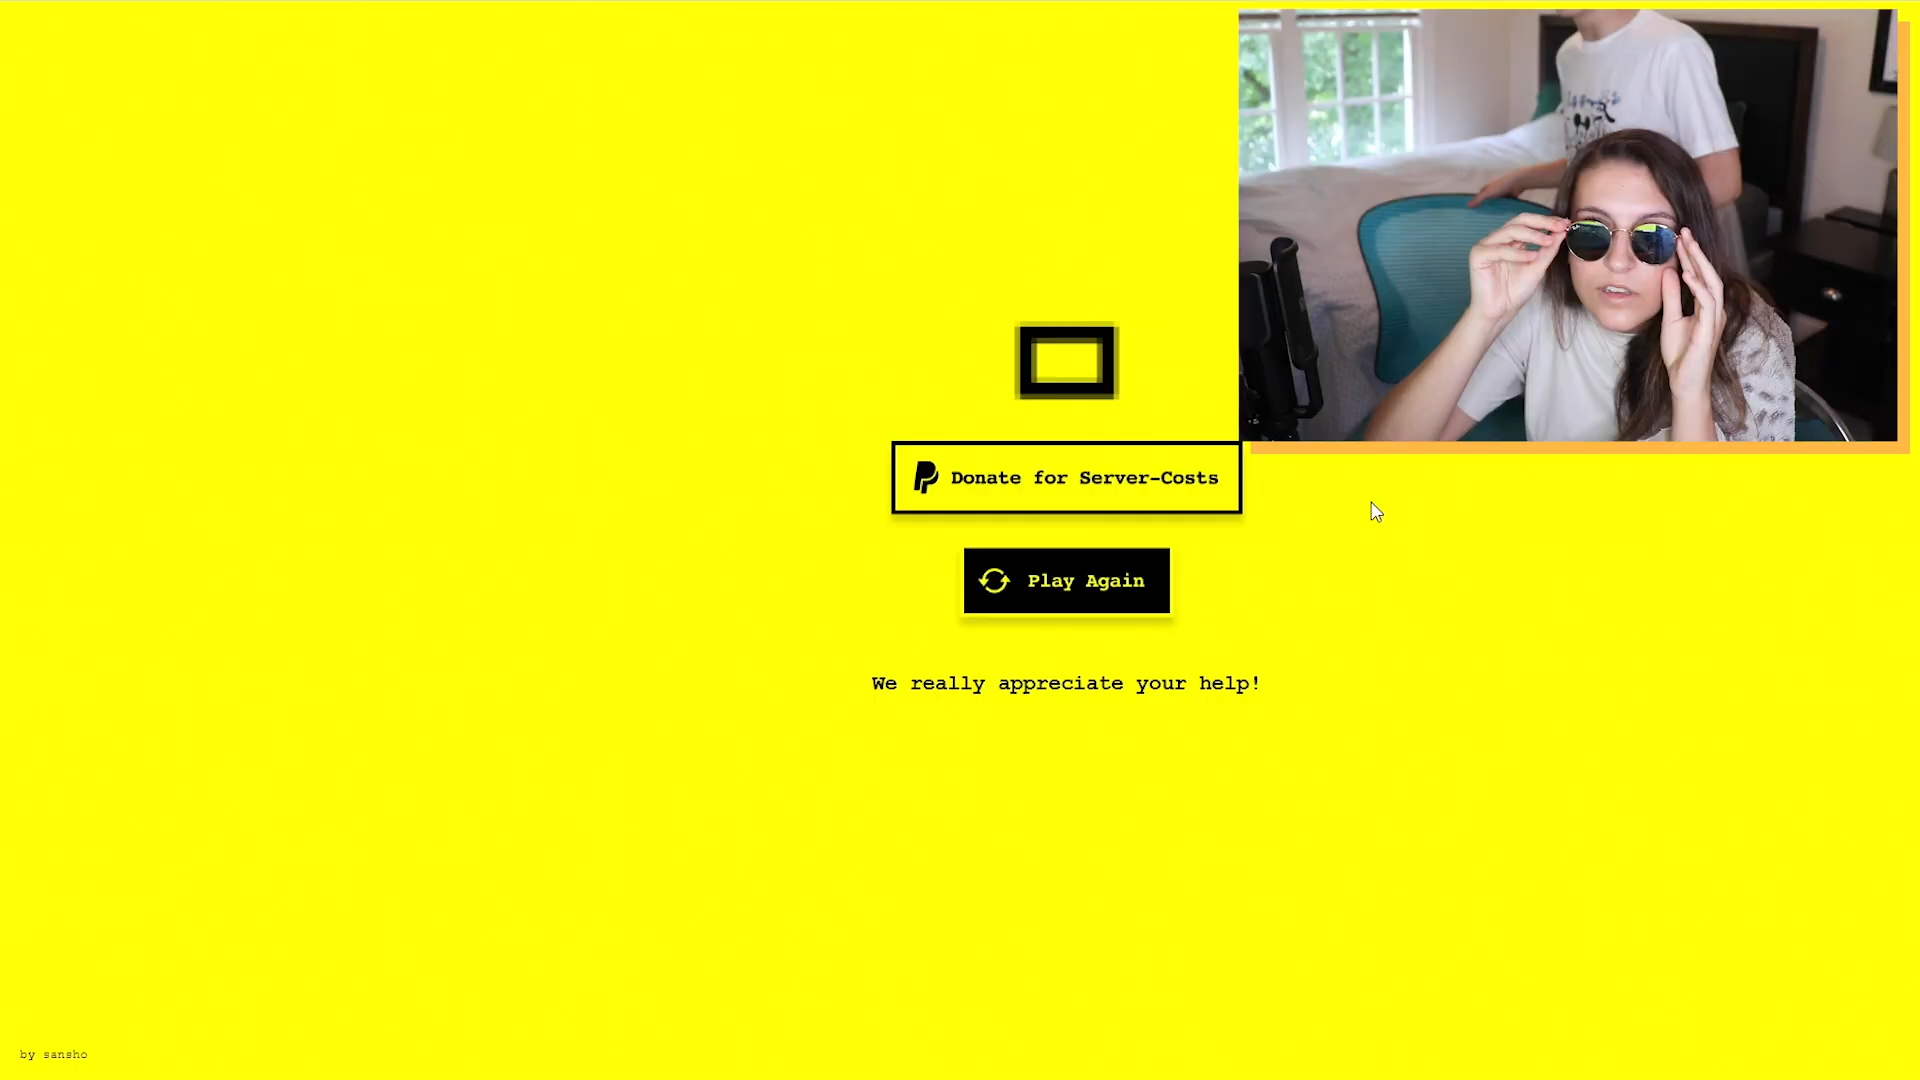 Donate for Server-Costs
Play Again
We really appreciate your help!
by sansho